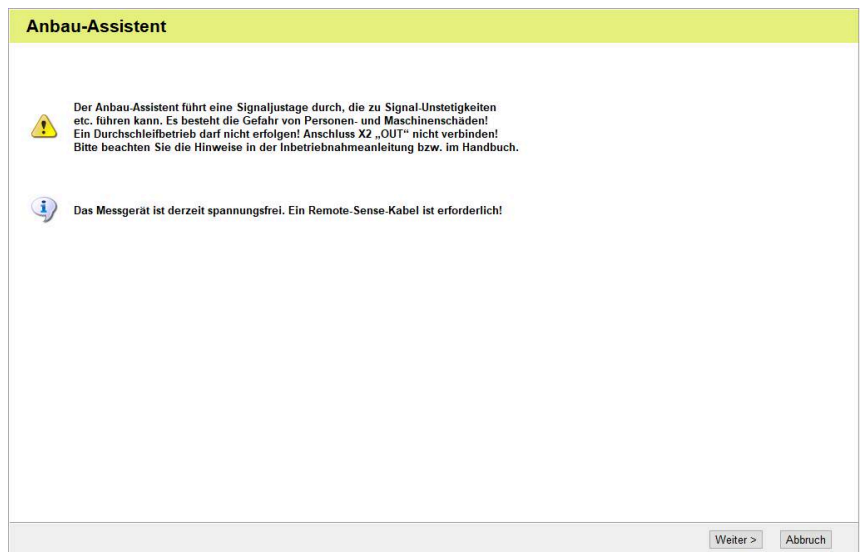 Anbau-Assistent
Der Anbau-Assistent führt eine Signaljustage durch, die zu Signal-Unstetigkeiten
etc. führen kann. Es besteht die Gefahr von Personen- und Maschinenschäden!
Ein Durchschleifbetrieb darf nicht erfolgen! Anschluss X2 „OUT“ nicht verbinden!
Bitte beachten Sie die Hinweise in der Inbetriebnahmeanleitung bzw. im Handbuch.
Das Messgerät ist derzeit spannungsfrei. Ein Remote-Sense-Kabel ist erforderlich!
Weiter > Abbruch